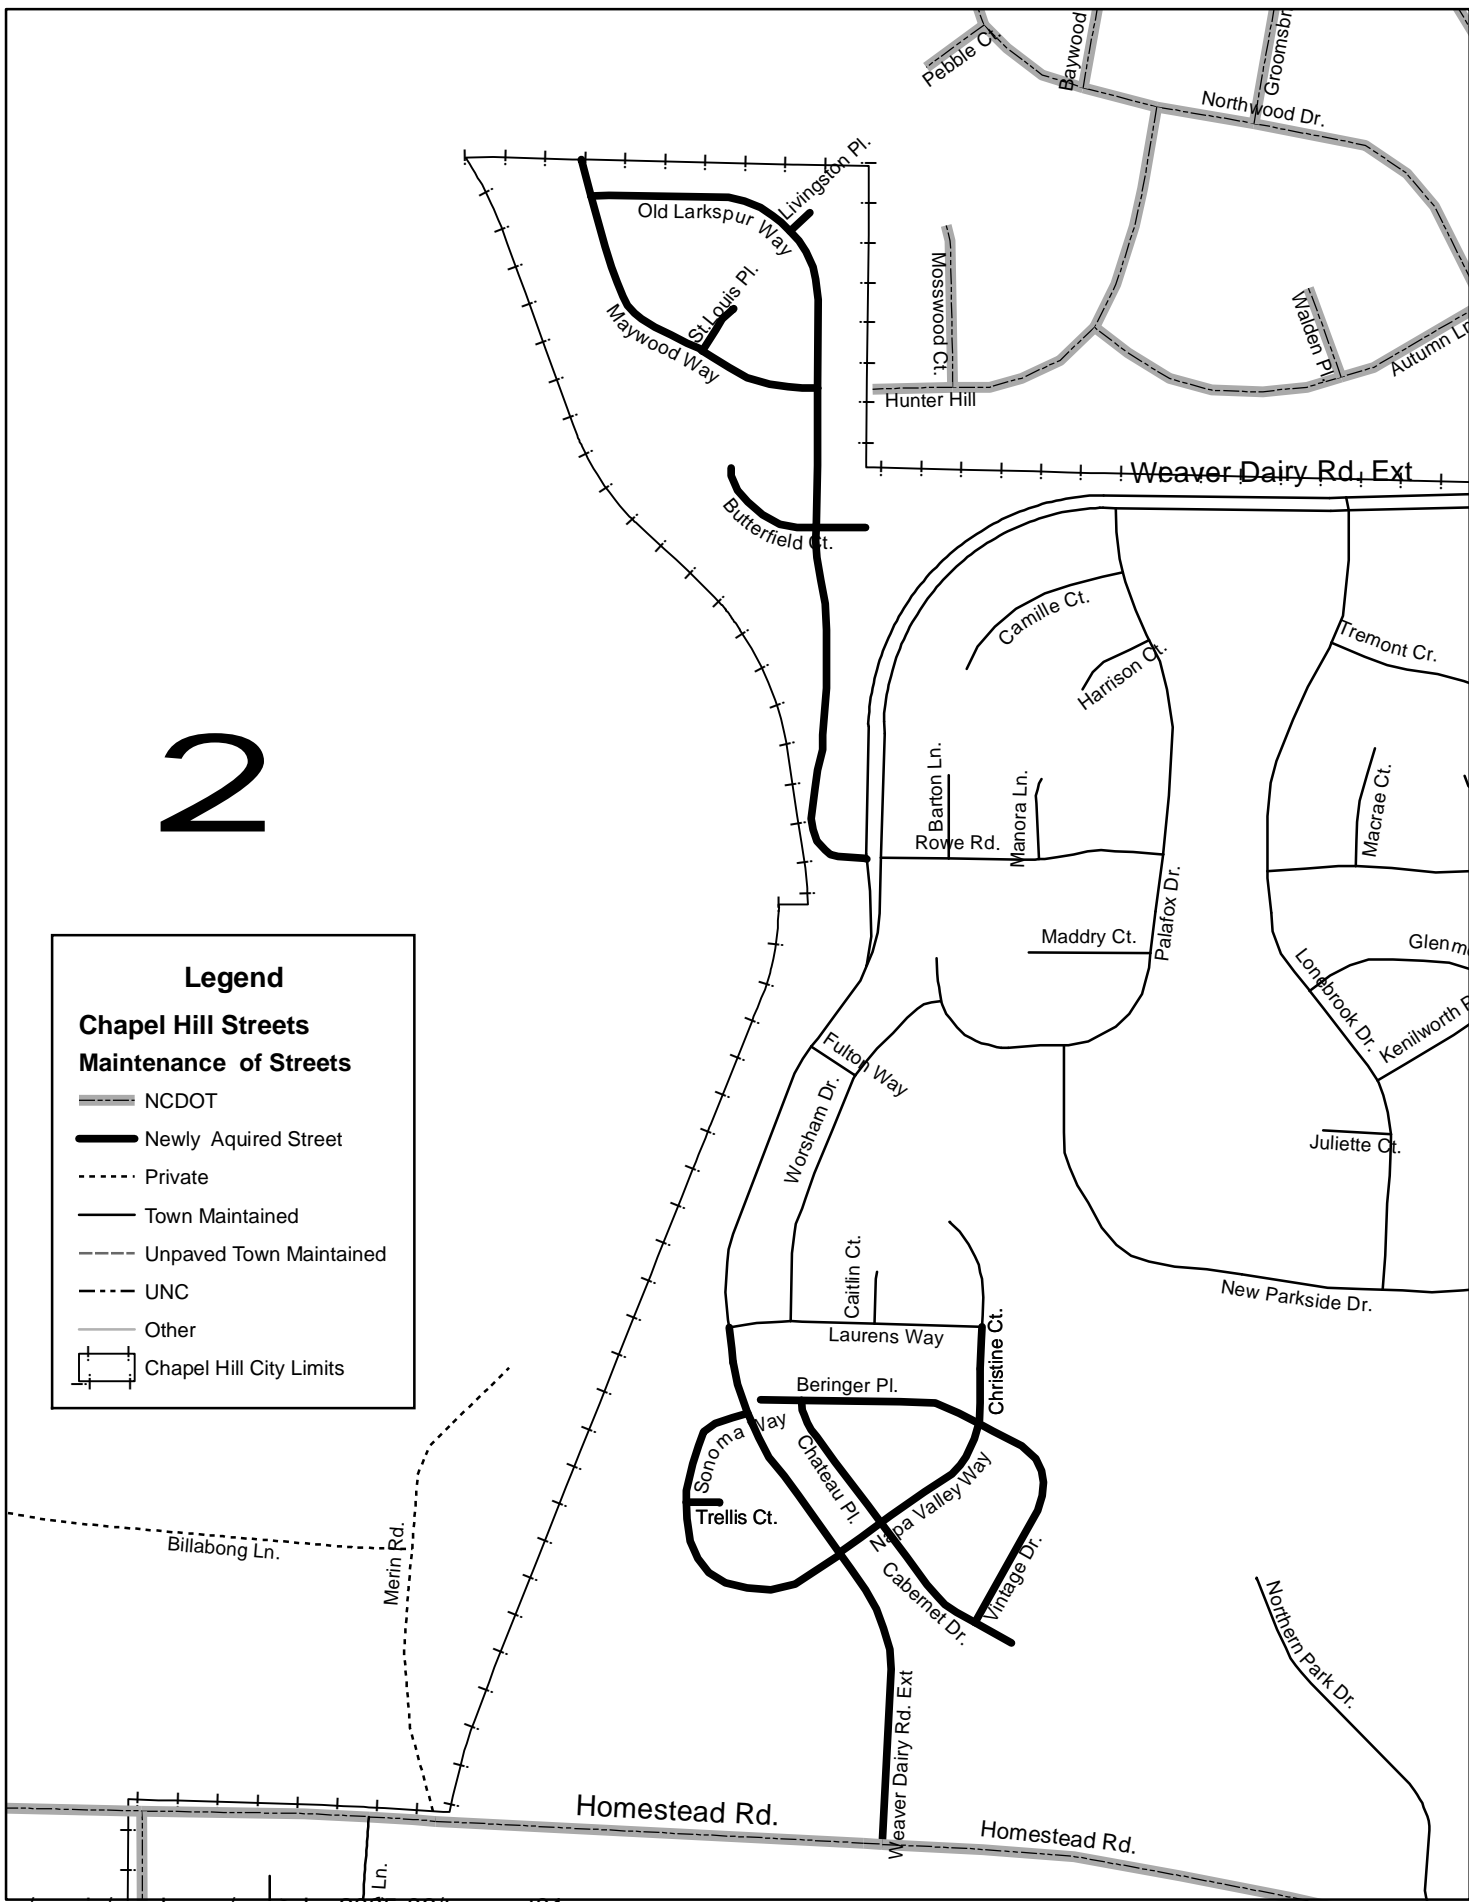 Pebble Ct.
Baywood
Groomsbr
Northwood Dr.
Livingston Pl.
Old Larkspur Way
St.Louis Pl.
Maywood Way
Mosswood Ct.
Walden Pl.
Autumn Ln
Hunter Hill
Weaver Dairy Rd. Ext
Butterfield Ct.
Camille Ct.
Harrison Ct.
Tremont Cr.
2
Barton Ln.
Manora Ln.
Macrae Ct.
Rowe Rd.
Palafox Dr.
Maddry Ct.
Glenm
Lonebrook Dr.
Kenilworth P
Legend
Chapel Hill Streets
Maintenance of Streets
NCDOT
Newly Aquired Street
Private
Town Maintained
Unpaved Town Maintained
UNC
Other
Chapel Hill City Limits
Fulton Way
Worsham Dr.
Juliette Ct.
Caitlin Ct.
New Parkside Dr.
Laurens Way
Christine Ct.
Beringer Pl.
Sonoma Way
Chateau Pl.
Napa Valley Way
Trellis Ct.
Billabong Ln.
Merin Rd.
Cabernet Dr.
Vintage Dr.
Northern Park Dr.
Weaver Dairy Rd. Ext
Homestead Rd.
Homestead Rd.
Ln.